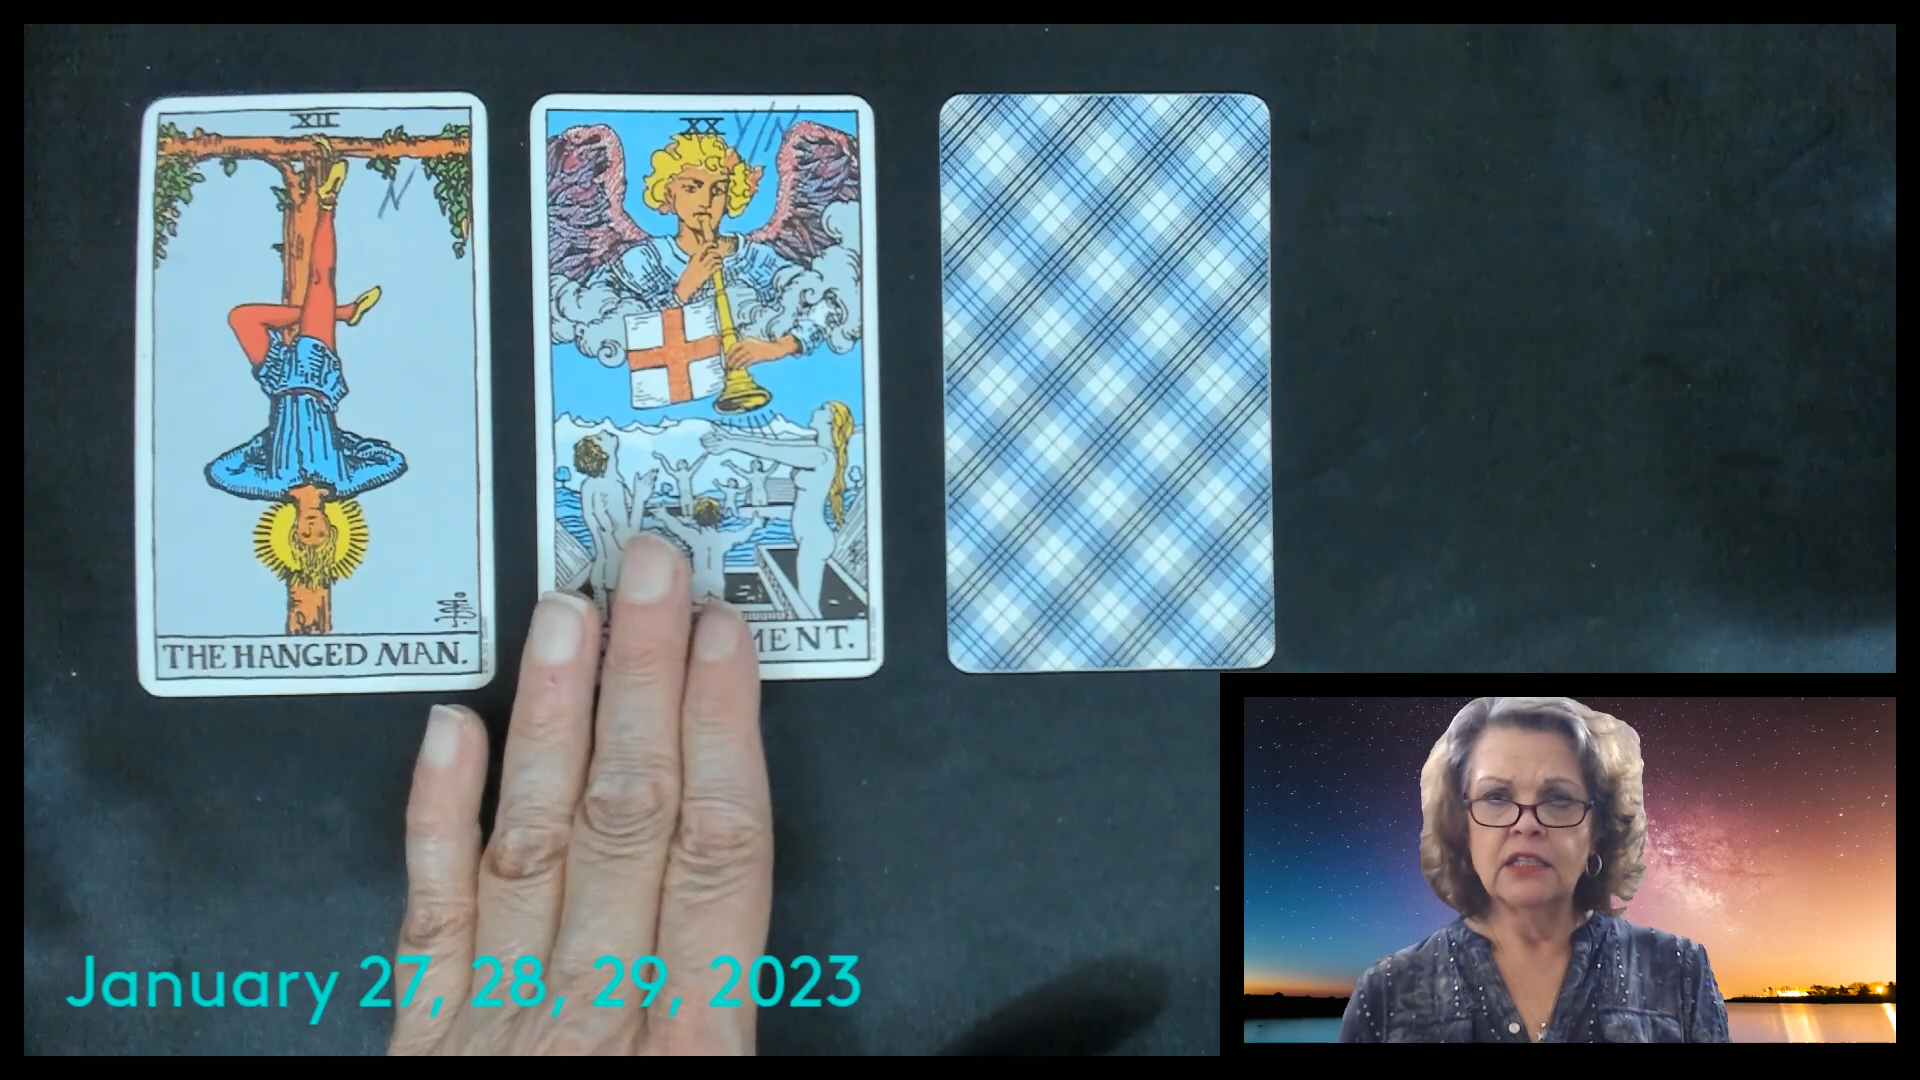 XII
N
XX Y/N
THE HANGED MAN.
MENT.
January 27, 28, 29, 2023